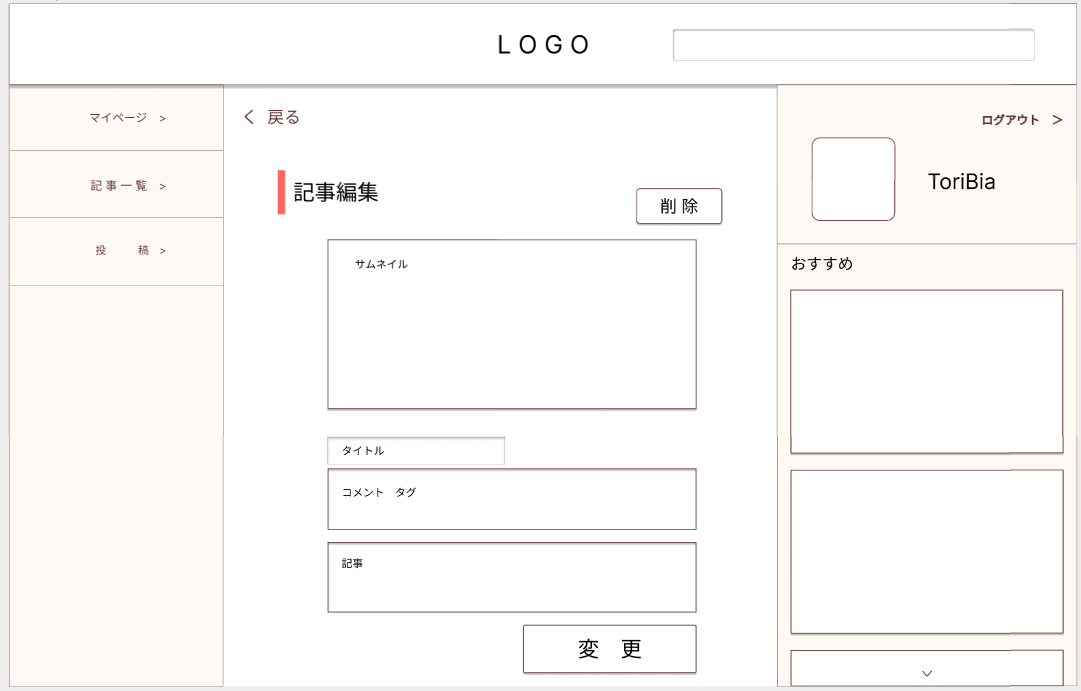 LOGO
マイページ >
記事一覧 >
投 稿 >
< 戻る
記事編集
削除
サムネイル
タイトル
コメント タグ
記事
変 更
ログアウト >
ToriBia
おすすめ